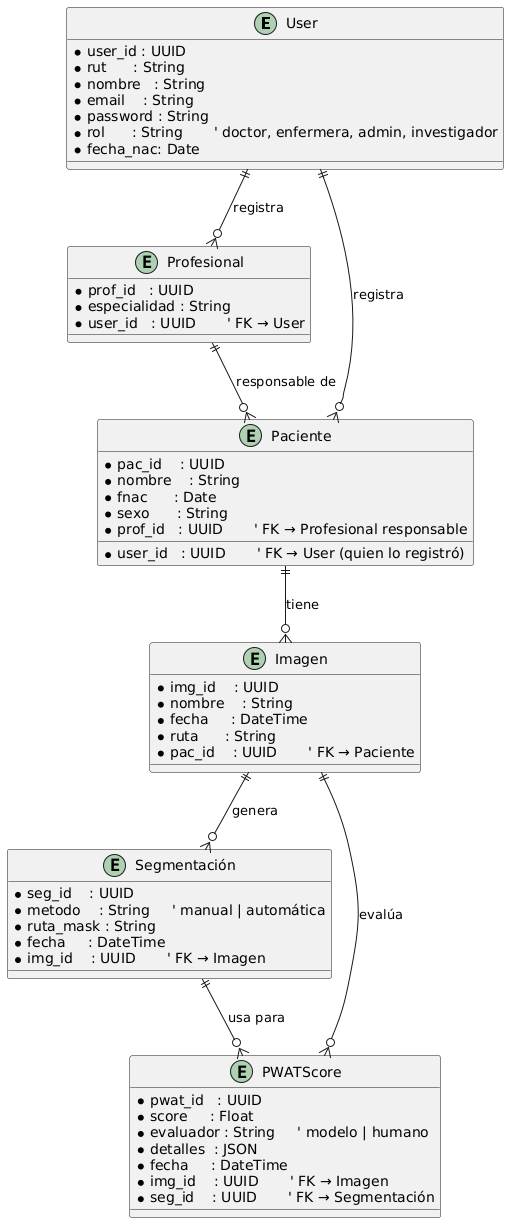 E User
user_id : UUID
rut : String
nombre : String
email : String
password : String
rol : String ' doctor, enfermera, admin, investigador
fecha_nac: Date
registra
E Profesional
prof_id : UUID
especialidad : String
user_id : UUID ' FK → User
registra
responsable de
E Paciente
pac_id : UUID
nombre : String
fnac : Date
sexo : String
prof_id : UUID ' FK → Profesional responsable
user_id : UUID ' FK → User (quien lo registró)
tiene
E Imagen
img_id : UUID
nombre : String
fecha : DateTime
ruta : String
pac_id : UUID ' FK → Paciente
genera
E Segmentación
seg_id : UUID
metodo : String ' manual | automática
ruta_mask : String
fecha : DateTime
img_id : UUID ' FK → Imagen
evalúa
usa para
E PWATScore
pwat_id : UUID
score : Float
evaluador : String ' modelo | humano
detalles : JSON
fecha : DateTime
img_id : UUID ' FK → Imagen
seg_id : UUID ' FK → Segmentación